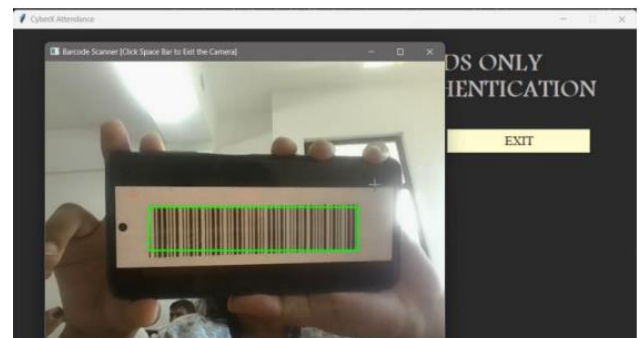 CyberX Attendance
Barcode Scanner [Click Space Bar to Exit the Camera]
DS ONLY
HENTICATION
EXIT